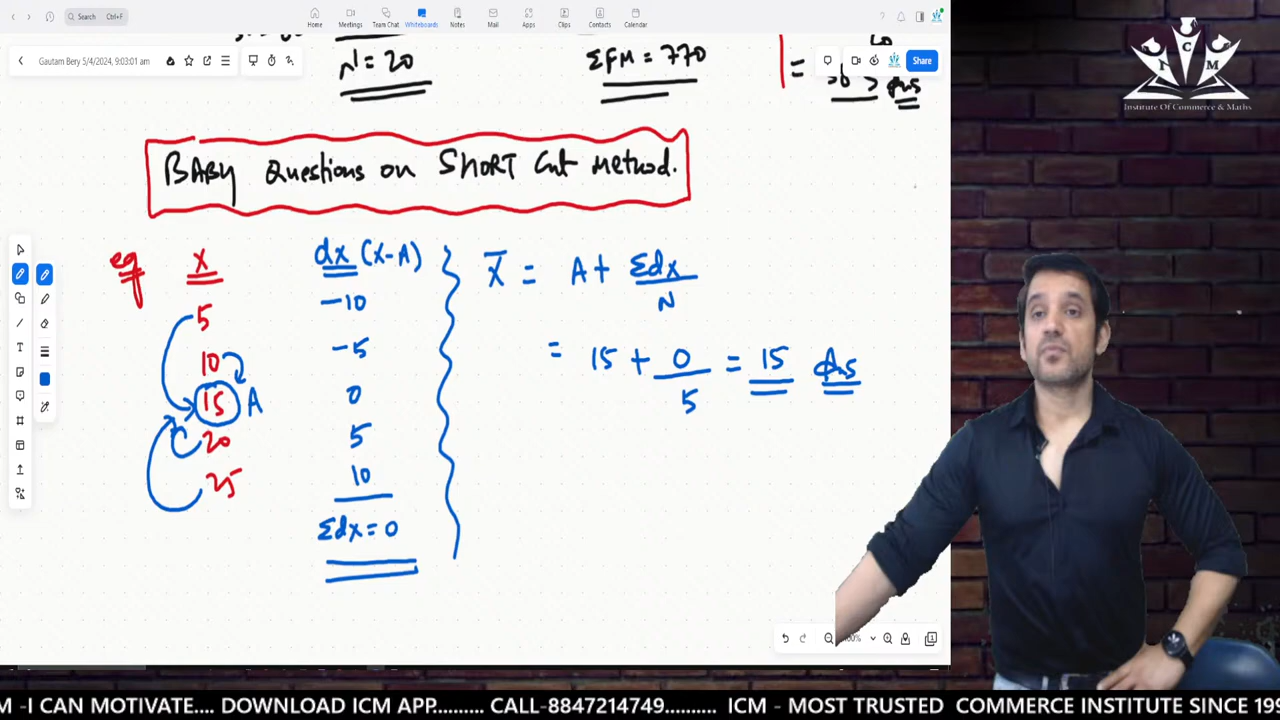 Search Ctrl+F
Home Meetings Team Chat Whiteboards Notes Mail Apps Clips Contacts Calendar
Gautam Bery 5/4/2024, 9:03:01 am
Share
N = 20
ΣFM = 770
=
Ans
ICM
Institute Of Commerce & Maths
BABY Questions on SHORT Cut Method.
eg X dx (X-A)
5 -10
10 -5
15 A 0
20 5
25 10
Σdx = 0
X̄ = A + Σdx / N
= 15 + 0 / 5 = 15 Ans
M -I CAN MOTIVATE.... DOWNLOAD ICM APP......... CALL-8847214749........ ICM - MOST TRUSTED COMMERCE INSTITUTE SINCE 199